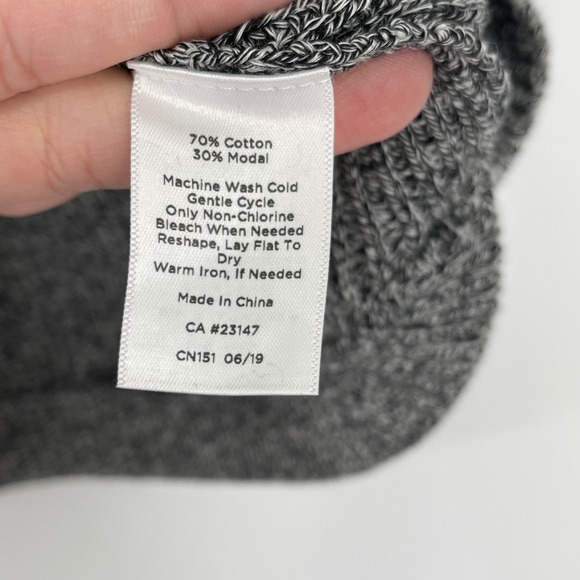 70% Cotton
30% Modal
Machine Wash Cold
Gentle Cycle
Only Non-Chlorine
Bleach When Needed
Reshape, Lay Flat To
Dry
Warm Iron, If Needed
Made In China
CA #23147
CN151 06/19